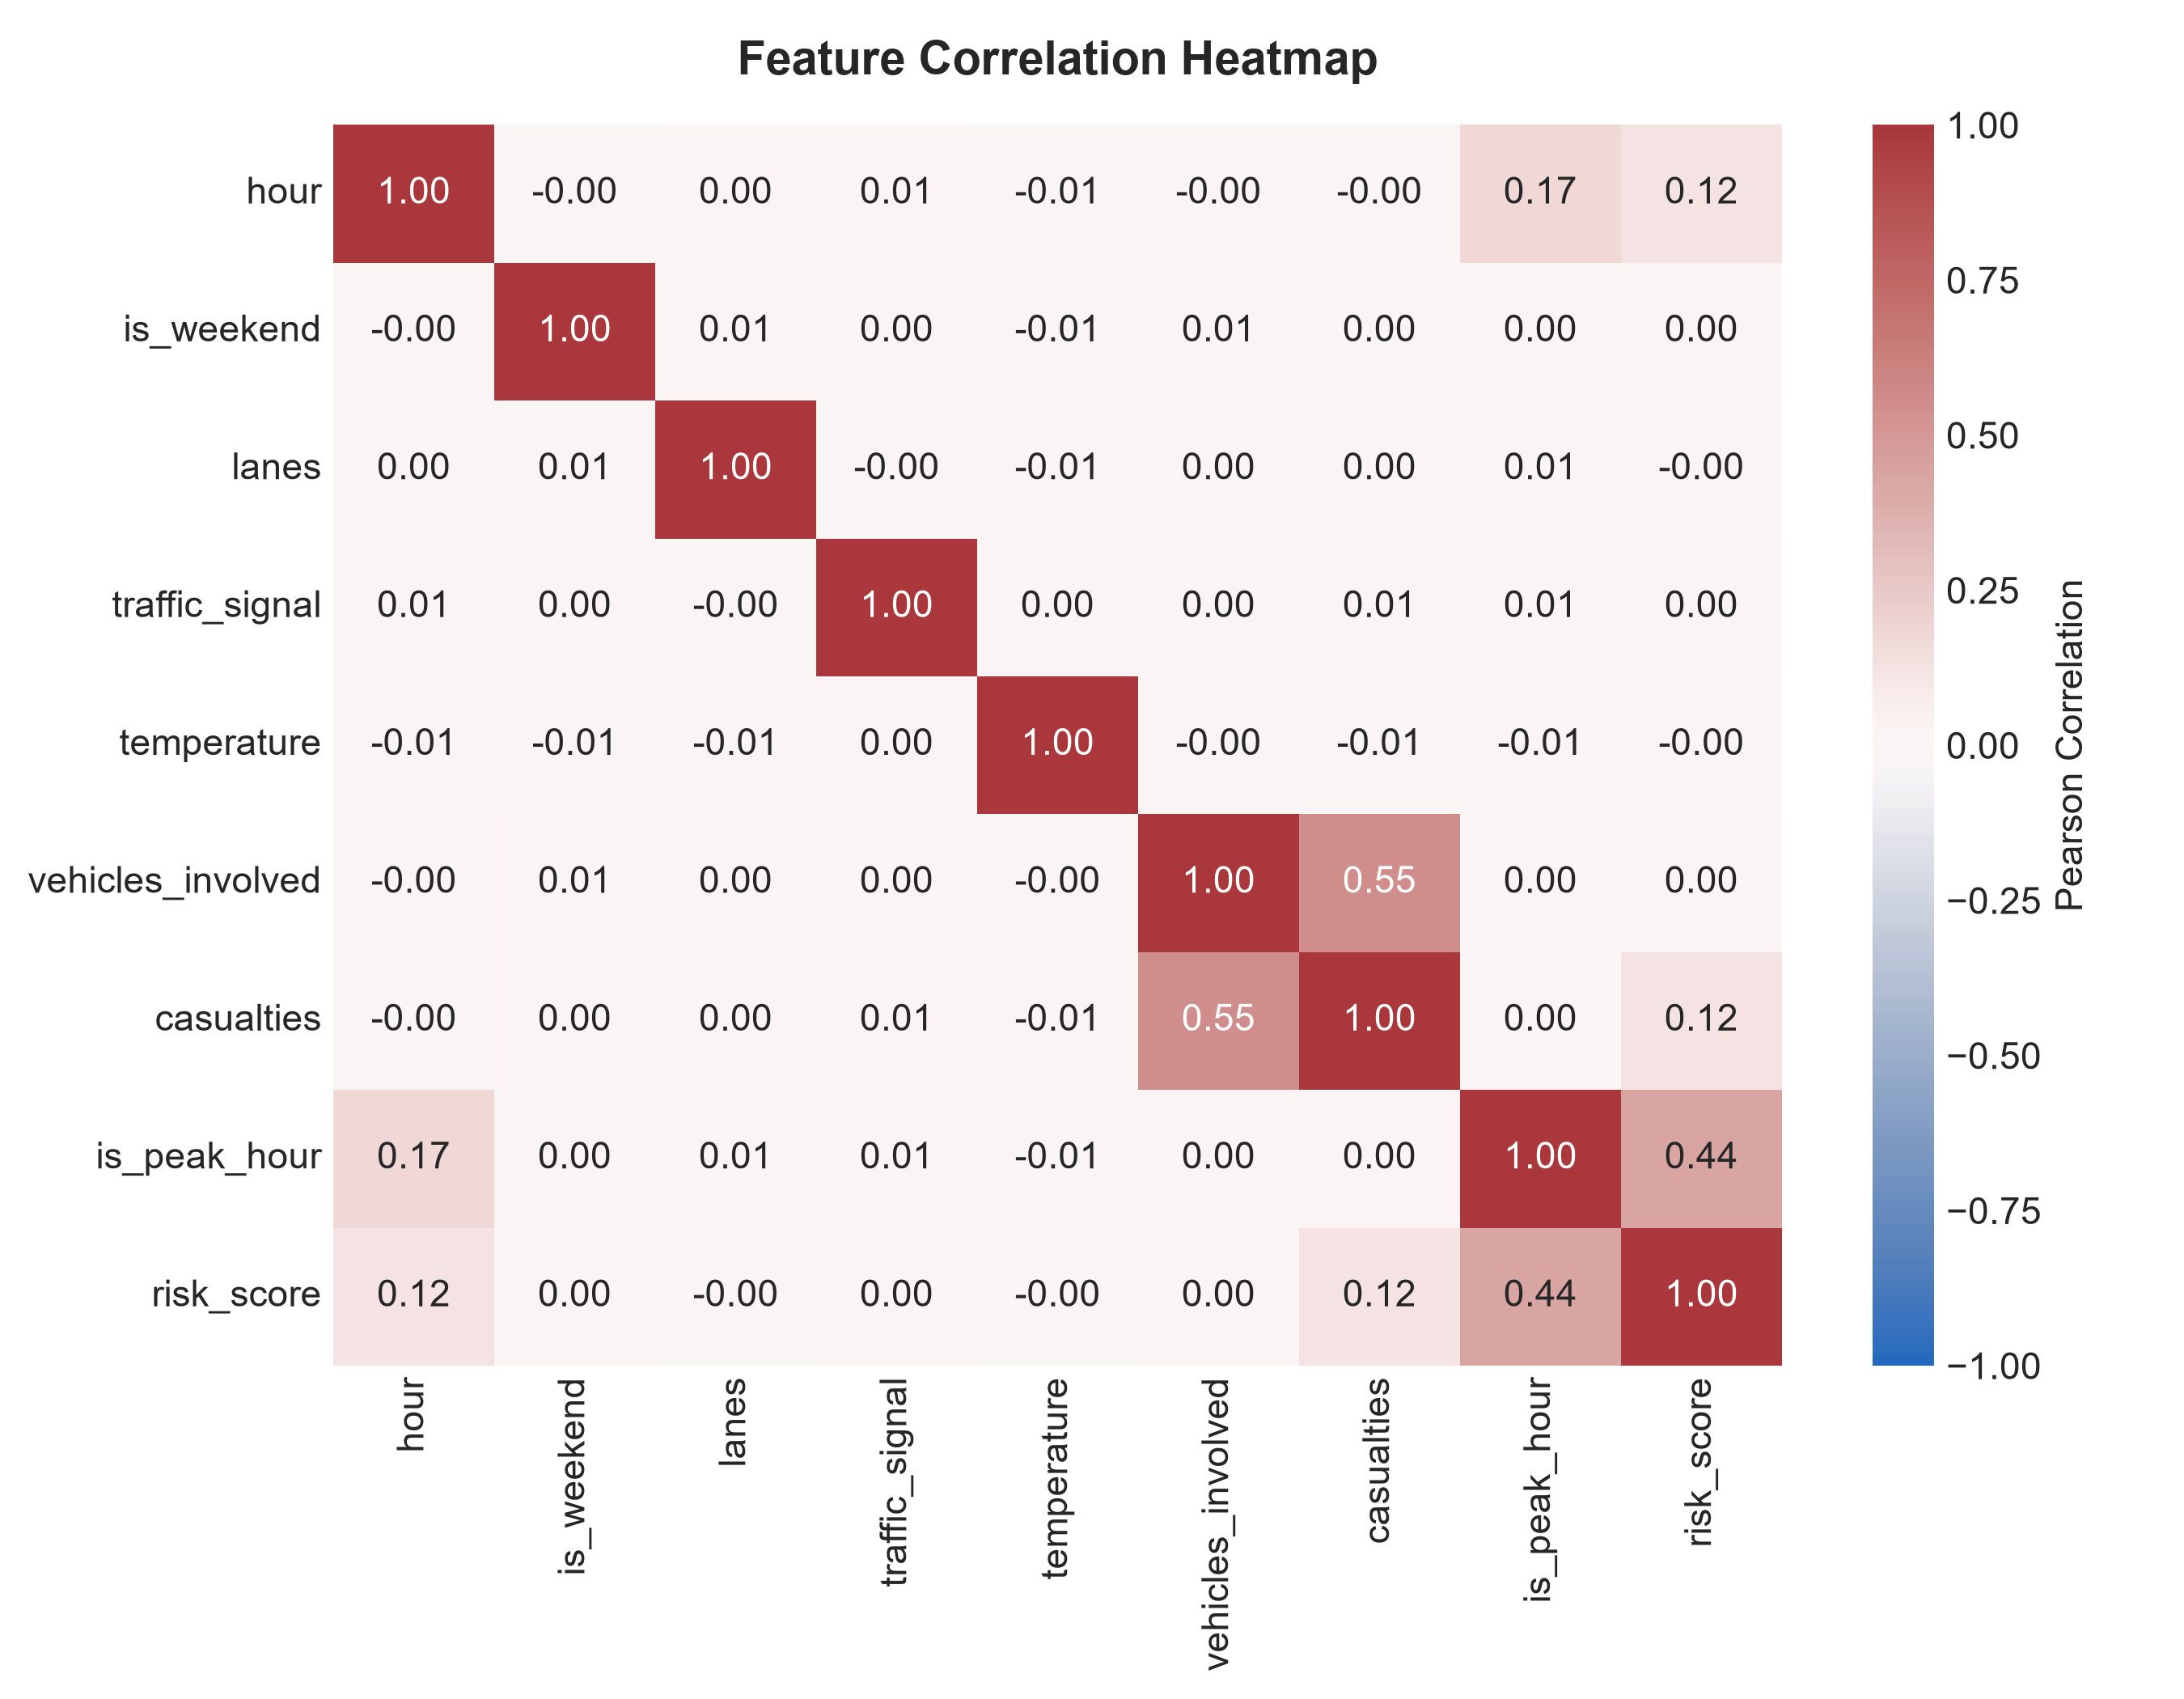 Feature Correlation Heatmap
hour 1.00 -0.00 0.00 0.01 -0.01 -0.00 -0.00 0.17 0.12
is_weekend -0.00 1.00 0.01 0.00 -0.01 0.01 0.00 0.00 0.00
lanes 0.00 0.01 1.00 -0.00 -0.01 0.00 0.00 0.01 -0.00
traffic_signal 0.01 0.00 -0.00 1.00 0.00 0.00 0.01 0.01 0.00
temperature -0.01 -0.01 -0.01 0.00 1.00 -0.00 -0.01 -0.01 -0.00
vehicles_involved -0.00 0.01 0.00 0.00 -0.00 1.00 0.55 0.00 0.00
casualties -0.00 0.00 0.00 0.01 -0.01 0.55 1.00 0.00 0.12
is_peak_hour 0.17 0.00 0.01 0.01 -0.01 0.00 0.00 1.00 0.44
risk_score 0.12 0.00 -0.00 0.00 -0.00 0.00 0.12 0.44 1.00
hour
is_weekend
lanes
traffic_signal
temperature
vehicles_involved
casualties
is_peak_hour
risk_score
1.00
0.75
0.50
0.25
0.00
−0.25
−0.50
−0.75
−1.00
Pearson Correlation